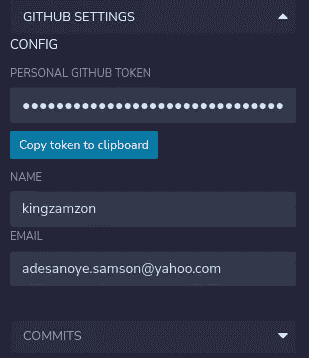 GITHUB SETTINGS
CONFIG
PERSONAL GITHUB TOKEN
••••••••••••••••••••••••••••••••
Copy token to clipboard
NAME
kingzamzon
EMAIL
adesanoye.samson@yahoo.com
COMMITS